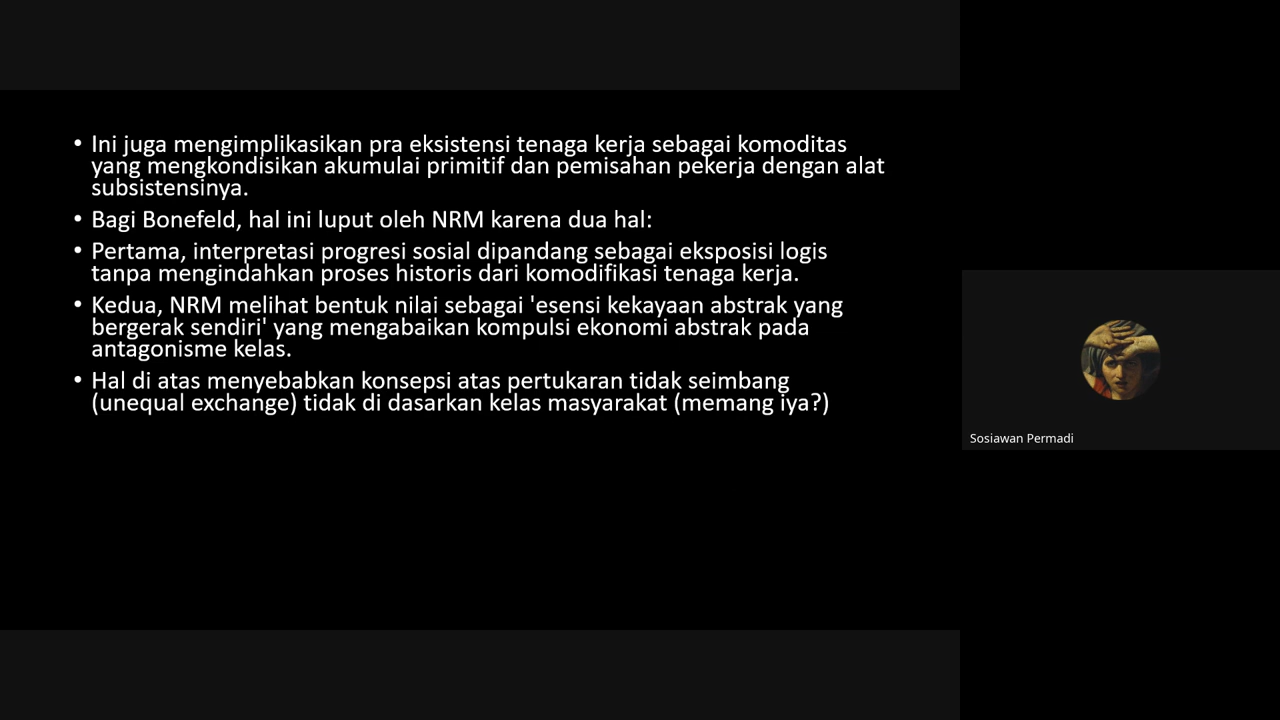 • Ini juga mengimplikasikan pra eksistensi tenaga kerja sebagai komoditas
yang mengkondisikan akumulai primitif dan pemisahan pekerja dengan alat
subsistensinya.
• Bagi Bonefeld, hal ini luput oleh NRM karena dua hal:
• Pertama, interpretasi progresi sosial dipandang sebagai eksposisi logis
tanpa mengindahkan proses historis dari komodifikasi tenaga kerja.
• Kedua, NRM melihat bentuk nilai sebagai 'esensi kekayaan abstrak yang
bergerak sendiri' yang mengabaikan kompulsi ekonomi abstrak pada
antagonisme kelas.
• Hal di atas menyebabkan konsepsi atas pertukaran tidak seimbang
(unequal exchange) tidak di dasarkan kelas masyarakat (memang iya?)
Sosiawan Permadi